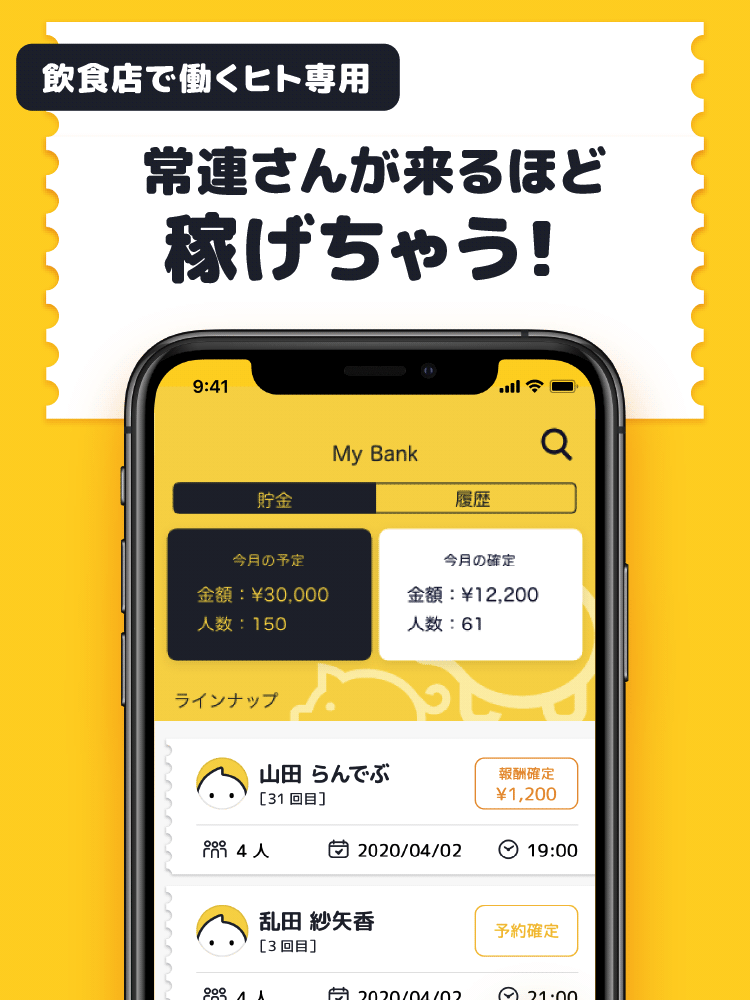 飲食店で働くヒト専用
常連さんが来るほど
稼げちゃう!
9:41
My Bank
貯金
履歴
今月の予定
金額：¥30,000
人数：150
今月の確定
金額：¥12,200
人数：61
ラインナップ
山田 らんでぶ
[31 回目]
報酬確定
¥1,200
4 人
2020/04/02
19:00
乱田 紗矢香
[3 回目]
予約確定
4 人
2020/04/02
21:00